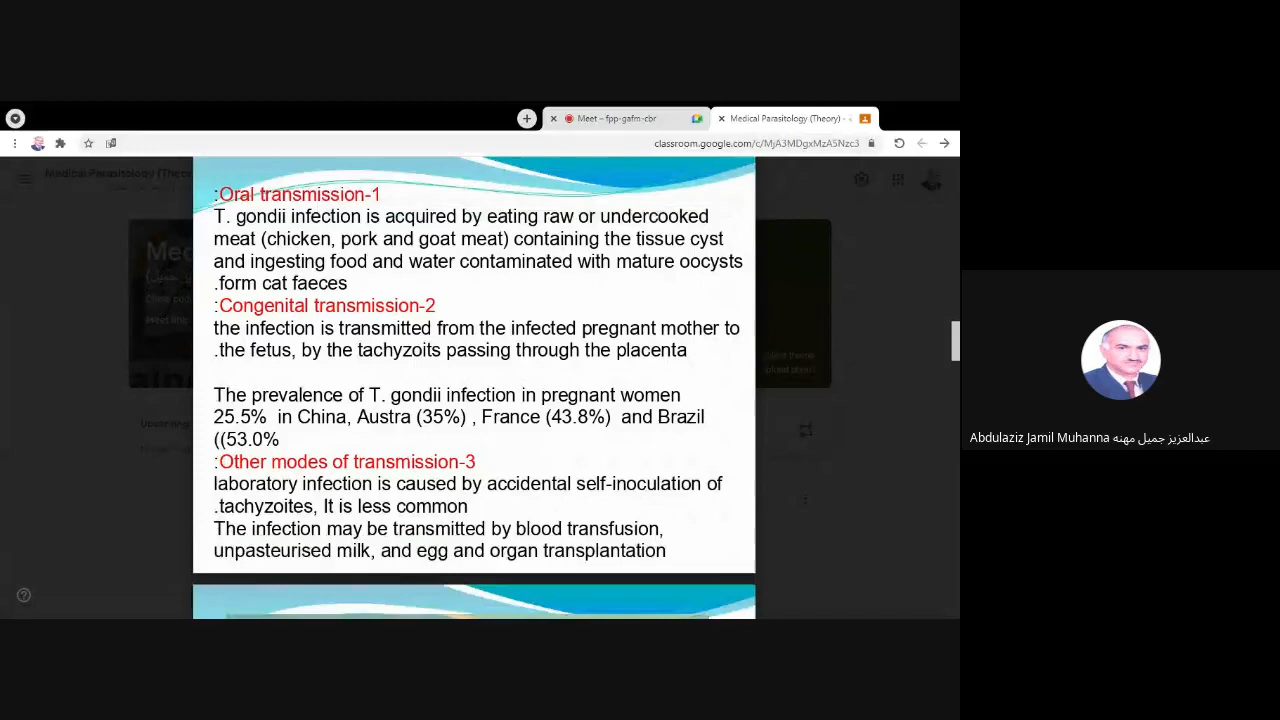 Meet – fpp-gafm-cbr
Medical Parasitology (Theory) -
classroom.google.com/c/MjA3MDgxMzA5Nzc3
Medical Parasitology (Theory
:Oral transmission-1
T. gondii infection is acquired by eating raw or undercooked
meat (chicken, pork and goat meat) containing the tissue cyst
and ingesting food and water contaminated with mature oocysts
.form cat faeces
:Congenital transmission-2
the infection is transmitted from the infected pregnant mother to
.the fetus, by the tachyzoits passing through the placenta
The prevalence of T. gondii infection in pregnant women
25.5%  in China, Austra (35%) , France (43.8%)  and Brazil
((53.0%
:Other modes of transmission-3
laboratory infection is caused by accidental self-inoculation of
.tachyzoites, It is less common
The infection may be transmitted by blood transfusion,
unpasteurised milk, and egg and organ transplantation
Abdulaziz Jamil Muhanna عبدالعزيز جميل مهنه